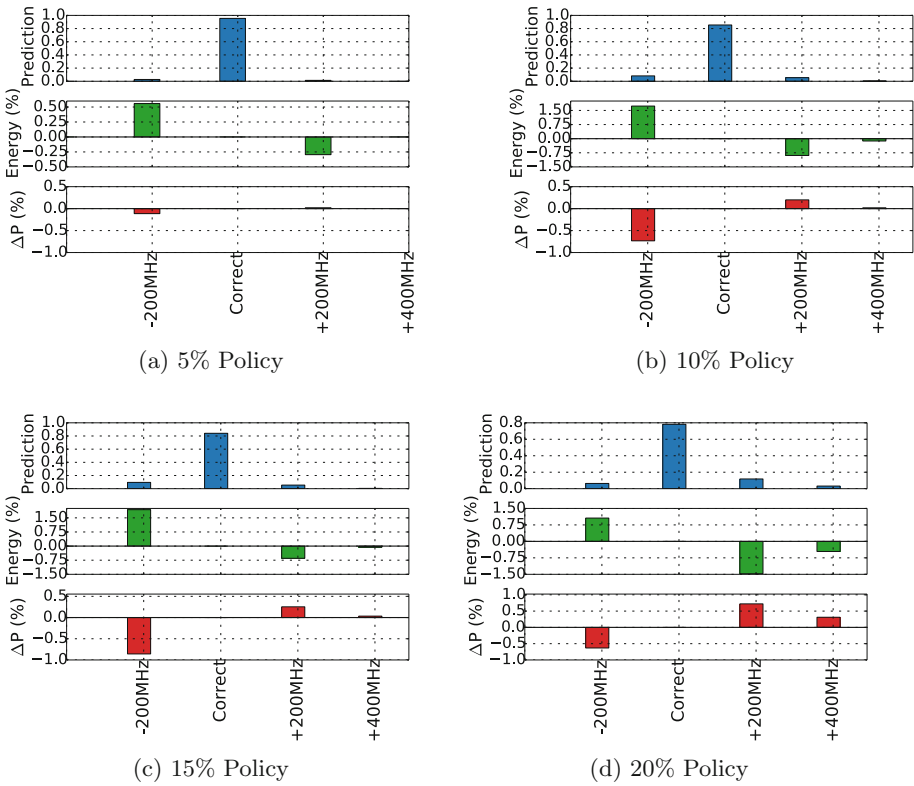 Prediction
1.0
0.8
0.6
0.4
0.2
0.0
Energy (%)
0.50
0.25
0.00
−0.25
−0.50
ΔP (%)
0.5
0.0
−0.5
−1.0
-200MHz
Correct
+200MHz
+400MHz
(a) 5% Policy
Prediction
1.0
0.8
0.6
0.4
0.2
0.0
Energy (%)
1.50
0.75
0.00
−0.75
−1.50
ΔP (%)
0.5
0.0
−0.5
−1.0
-200MHz
Correct
+200MHz
+400MHz
(b) 10% Policy
Prediction
1.0
0.8
0.6
0.4
0.2
0.0
Energy (%)
1.50
0.75
0.00
−0.75
−1.50
ΔP (%)
0.5
0.0
−0.5
−1.0
-200MHz
Correct
+200MHz
+400MHz
(c) 15% Policy
Prediction
0.8
0.6
0.4
0.2
0.0
Energy (%)
1.50
0.75
0.00
−0.75
−1.50
ΔP (%)
1.0
0.5
0.0
−0.5
−1.0
-200MHz
Correct
+200MHz
+400MHz
(d) 20% Policy